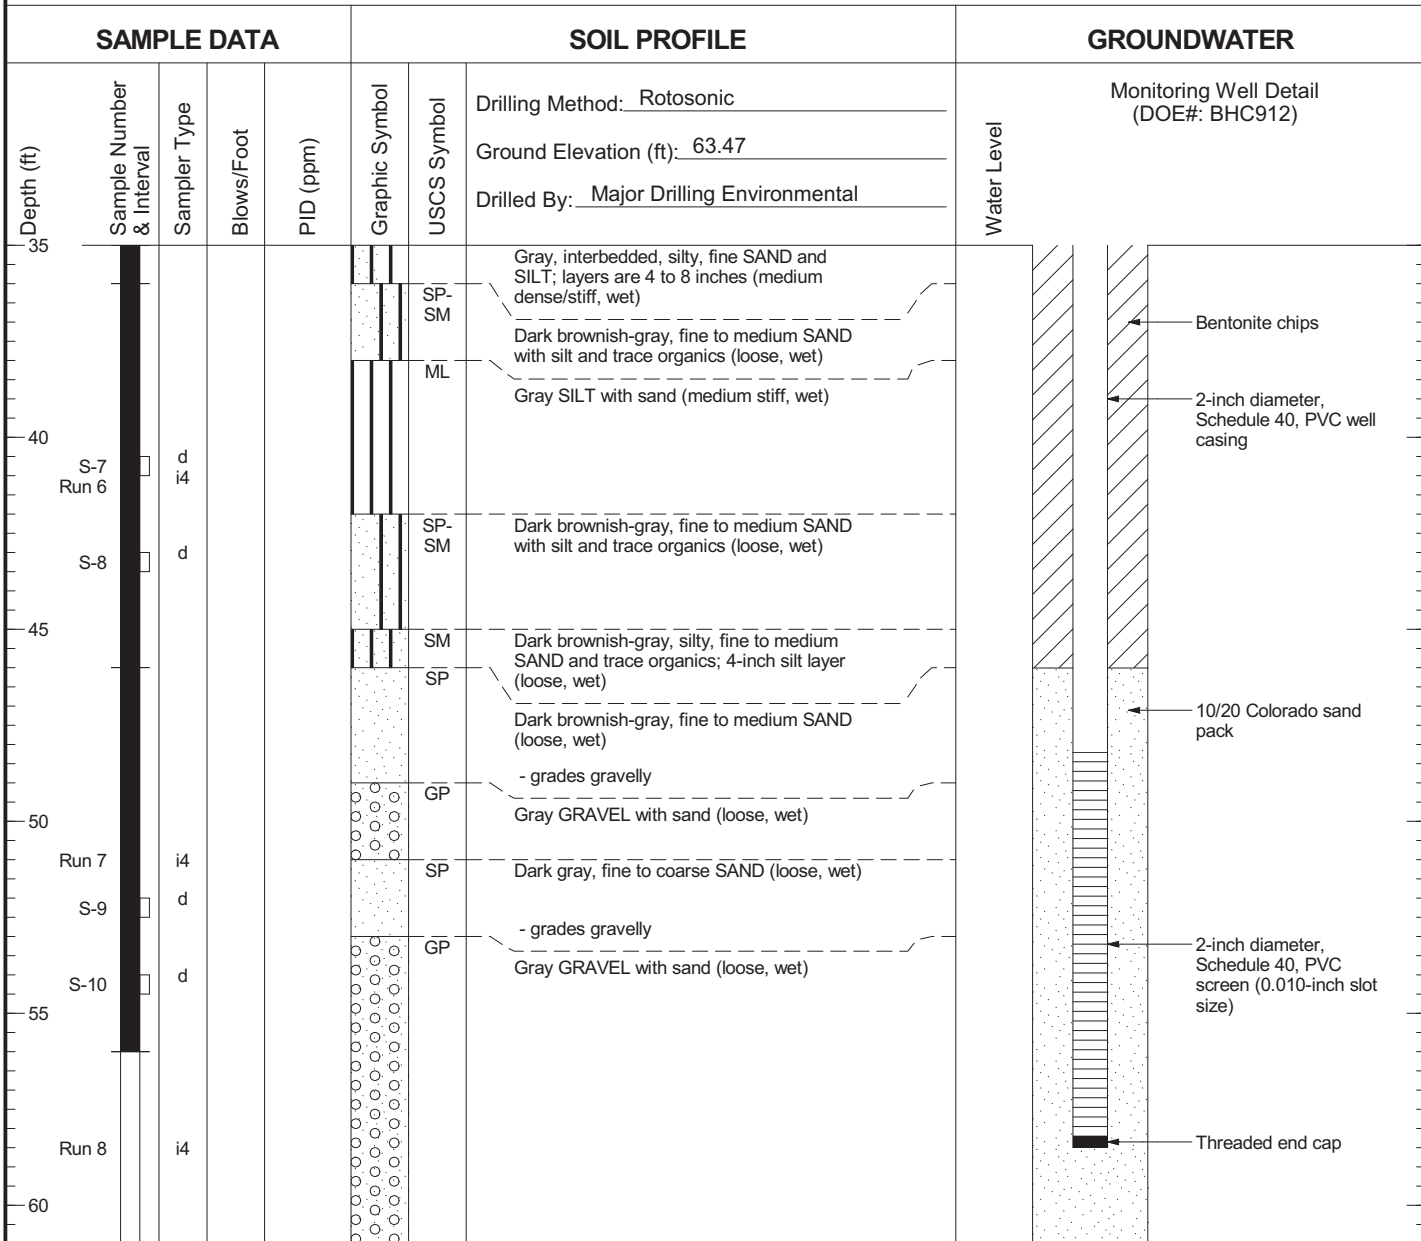 SAMPLE DATA
SOIL PROFILE
GROUNDWATER
Depth (ft)
Sample Number
& Interval
Sampler Type
Blows/Foot
PID (ppm)
Graphic Symbol
USCS Symbol
Drilling Method: Rotosonic
Ground Elevation (ft): 63.47
Drilled By: Major Drilling Environmental
Water Level
Monitoring Well Detail
(DOE#: BHC912)
35
Gray, interbedded, silty, fine SAND and
SILT; layers are 4 to 8 inches (medium
dense/stiff, wet)
SP-
SM
Dark brownish-gray, fine to medium SAND
with silt and trace organics (loose, wet)
Bentonite chips
ML
Gray SILT with sand (medium stiff, wet)
2-inch diameter,
Schedule 40, PVC well
casing
40
S-7
d
Run 6
i4
SP-
SM
Dark brownish-gray, fine to medium SAND
with silt and trace organics (loose, wet)
S-8
d
45
SM
Dark brownish-gray, silty, fine to medium
SAND and trace organics; 4-inch silt layer
(loose, wet)
SP
Dark brownish-gray, fine to medium SAND
(loose, wet)
10/20 Colorado sand
pack
- grades gravelly
GP
Gray GRAVEL with sand (loose, wet)
50
Run 7
i4
SP
Dark gray, fine to coarse SAND (loose, wet)
S-9
d
- grades gravelly
GP
Gray GRAVEL with sand (loose, wet)
2-inch diameter,
Schedule 40, PVC
screen (0.010-inch slot
size)
S-10
d
55
Run 8
i4
Threaded end cap
60